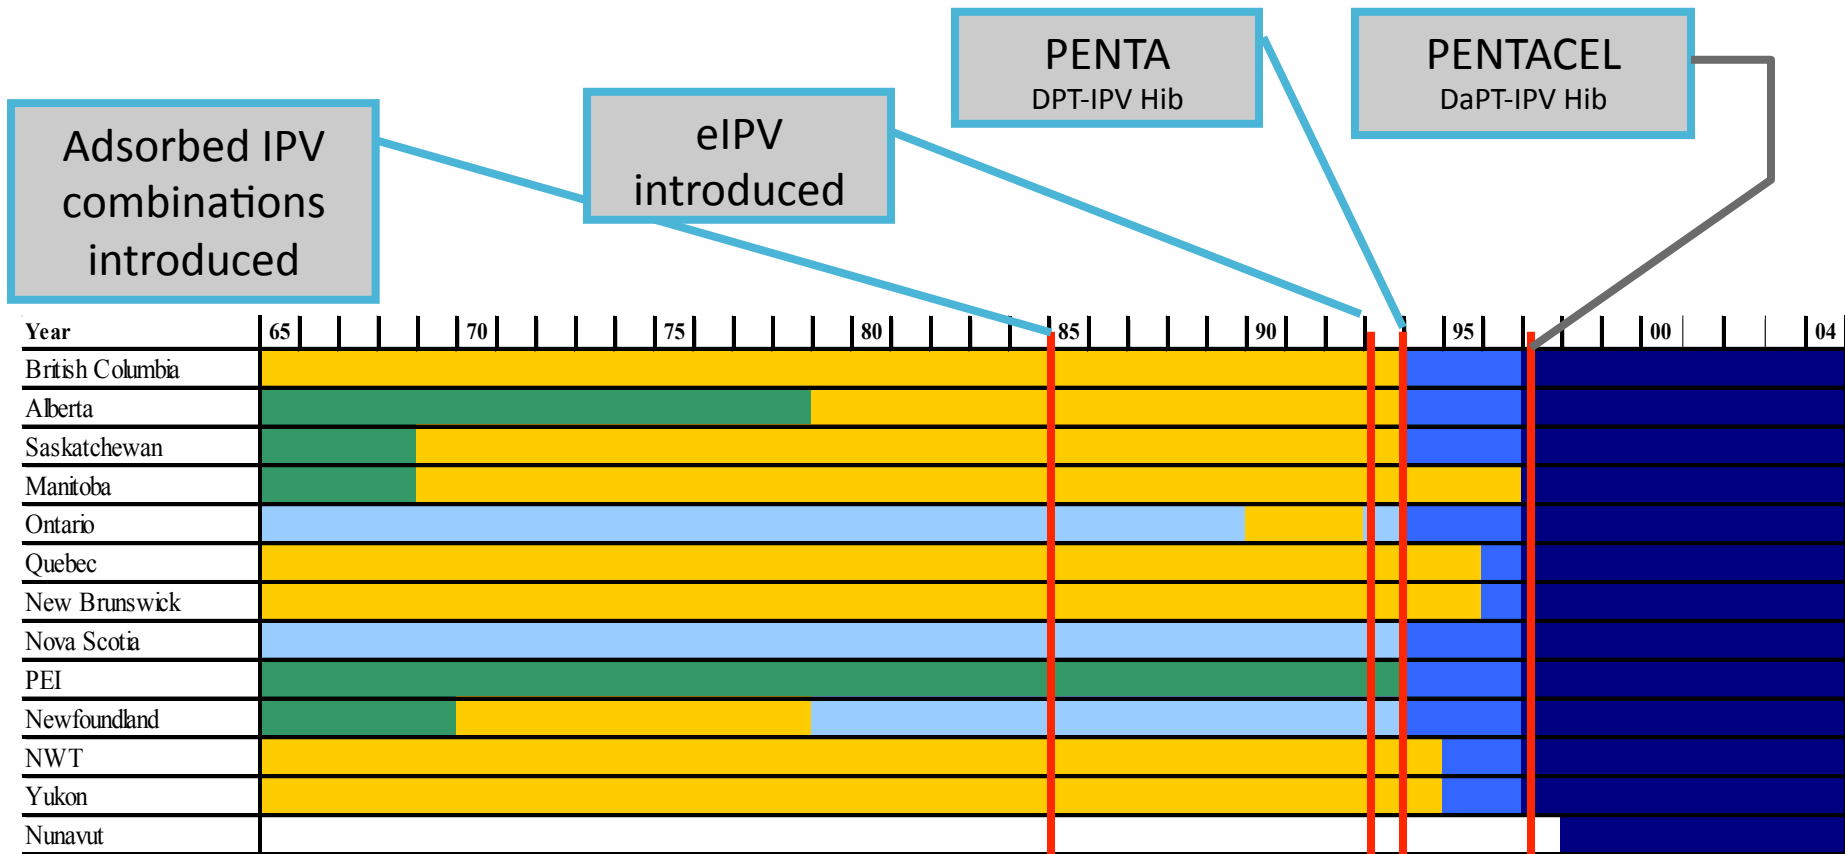 PENTA
DPT-IPV Hib
PENTACEL
DaPT-IPV Hib
Adsorbed IPV
combinations
introduced
eIPV
introduced
Year 65 70 75 80 85 90 95 00 04
British Columbia
Alberta
Saskatchewan
Manitoba
Ontario
Quebec
New Brunswick
Nova Scotia
PEI
Newfoundland
NWT
Yukon
Nunavut